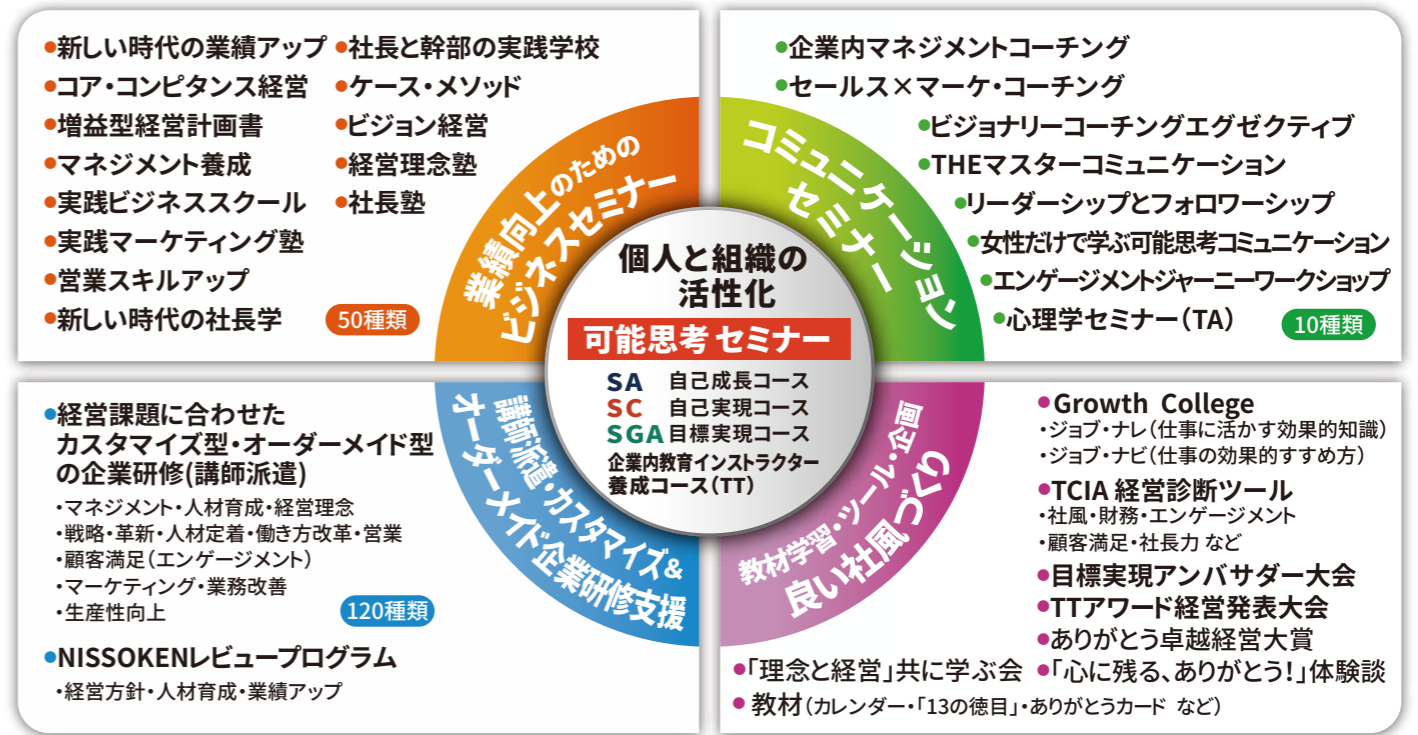 •新しい時代の業績アップ
•コア・コンピタンス経営
•増益型経営計画書
•マネジメント養成
•実践ビジネススクール
•実践マーケティング塾
•営業スキルアップ
•新しい時代の社長学
•社長と幹部の実践学校
•ケース・メソッド
•ビジョン経営
•経営理念塾
•社長塾
50種類
業績向上のための
ビジネスセミナー
•企業内マネジメントコーチング
•セールス×マーケ・コーチング
•ビジョナリーコーチングエグゼクティブ
•THEマスターコミュニケーション
•リーダーシップとフォロワーシップ
•女性だけで学ぶ可能思考コミュニケーション
•エンゲージメントジャーニーワークショップ
•心理学セミナー（TA）
10種類
コミュニケーション
セミナー
個人と組織の
活性化
可能思考 セミナー
SA 自己成長コース
SC 自己実現コース
SGA 目標実現コース
企業内教育インストラクター
養成コース（TT）
•経営課題に合わせた
カスタマイズ型・オーダーメイド型
の企業研修(講師派遣)
・マネジメント・人材育成・経営理念
・戦略・革新・人材定着・働き方改革・営業
・顧客満足（エンゲージメント）
・マーケティング・業務改善
・生産性向上
120種類
•NISSOKENレビュープログラム
・経営方針・人材育成・業績アップ
講師派遣・カスタマイズ&
オーダーメイド企業研修支援
教材学習・ツール・企画
良い社風づくり
•Growth College
・ジョブ・ナレ（仕事に活かす効果的知識）
・ジョブ・ナビ（仕事の効果的すすめ方）
•TCIA 経営診断ツール
・社風・財務・エンゲージメント
・顧客満足・社長力 など
•目標実現アンバサダー大会
•TTアワード経営発表大会
•ありがとう卓越経営大賞
•「理念と経営」共に学ぶ会
•「心に残る、ありがとう！」体験談
•教材（カレンダー・「13の徳目」・ありがとうカード など）